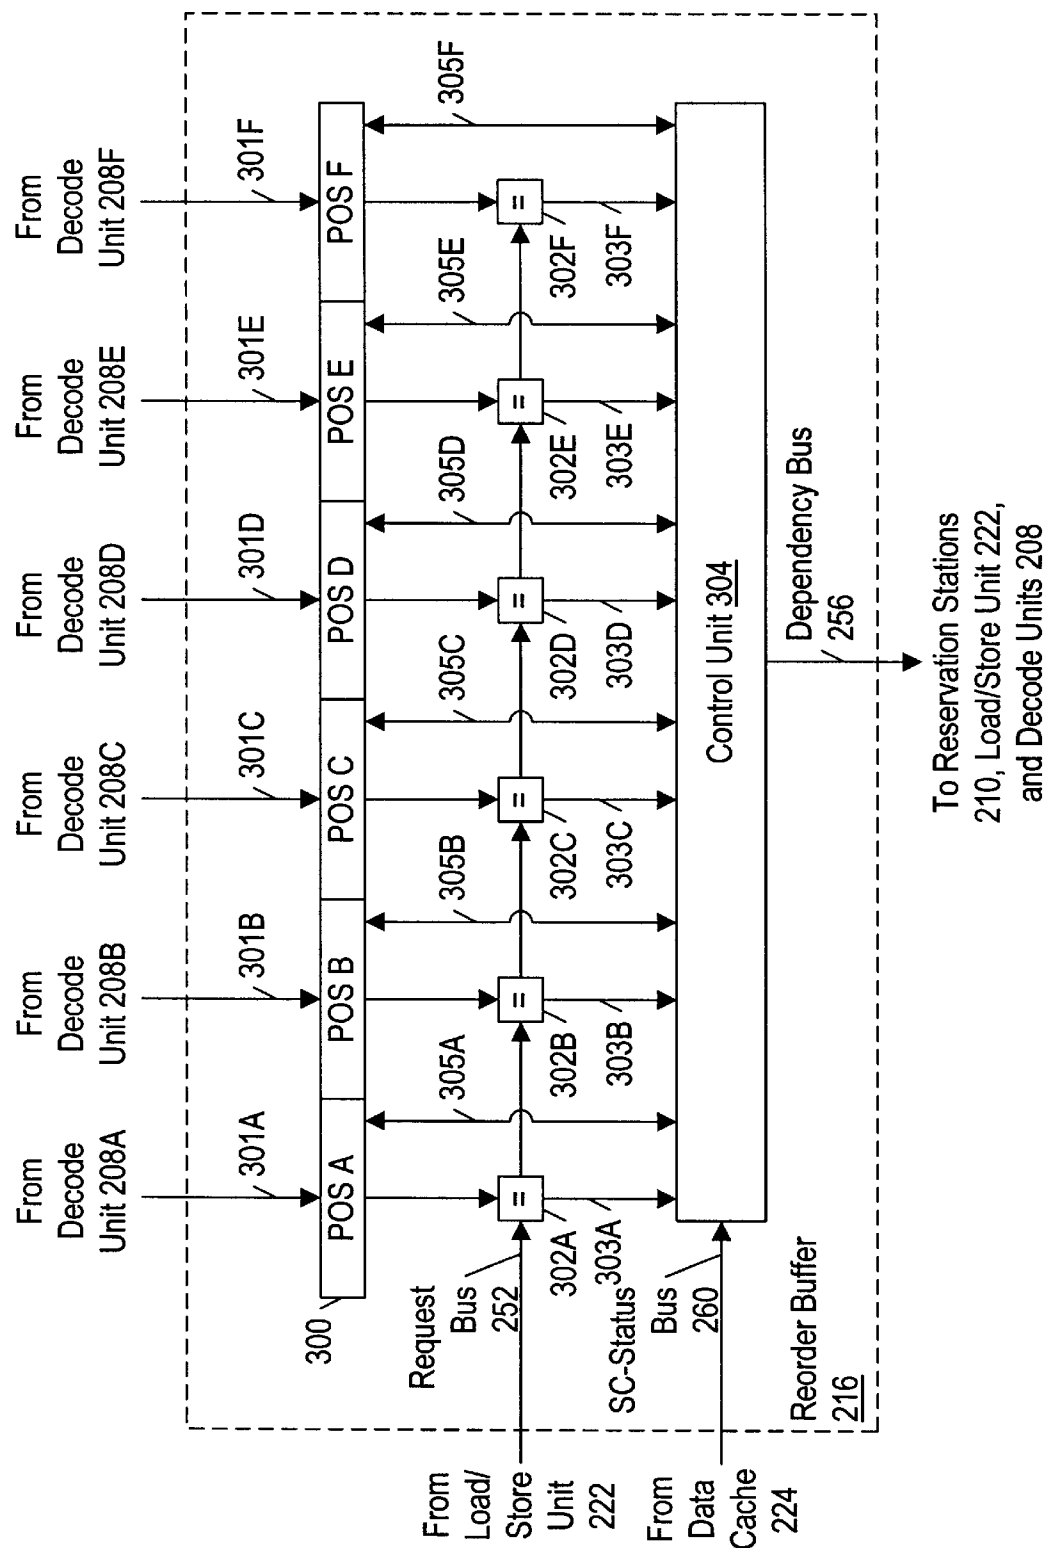 From
Decode
Unit 208A
From
Decode
Unit 208B
From
Decode
Unit 208C
From
Decode
Unit 208D
From
Decode
Unit 208E
From
Decode
Unit 208F
301A
301B
301C
301D
301E
301F
300
POS A
POS B
POS C
POS D
POS E
POS F
305A
305B
305C
305D
305E
305F
From Load/
Store
Unit
222
Request
Bus
252
=
=
=
=
=
=
302A
302B
302C
302D
302E
302F
303A
303B
303C
303D
303E
303F
From
Data
Cache
224
SC-Status
Bus
260
Control Unit 304
Reorder Buffer
216
Dependency Bus
256
To Reservation Stations
210, Load/Store Unit 222,
and Decode Units 208